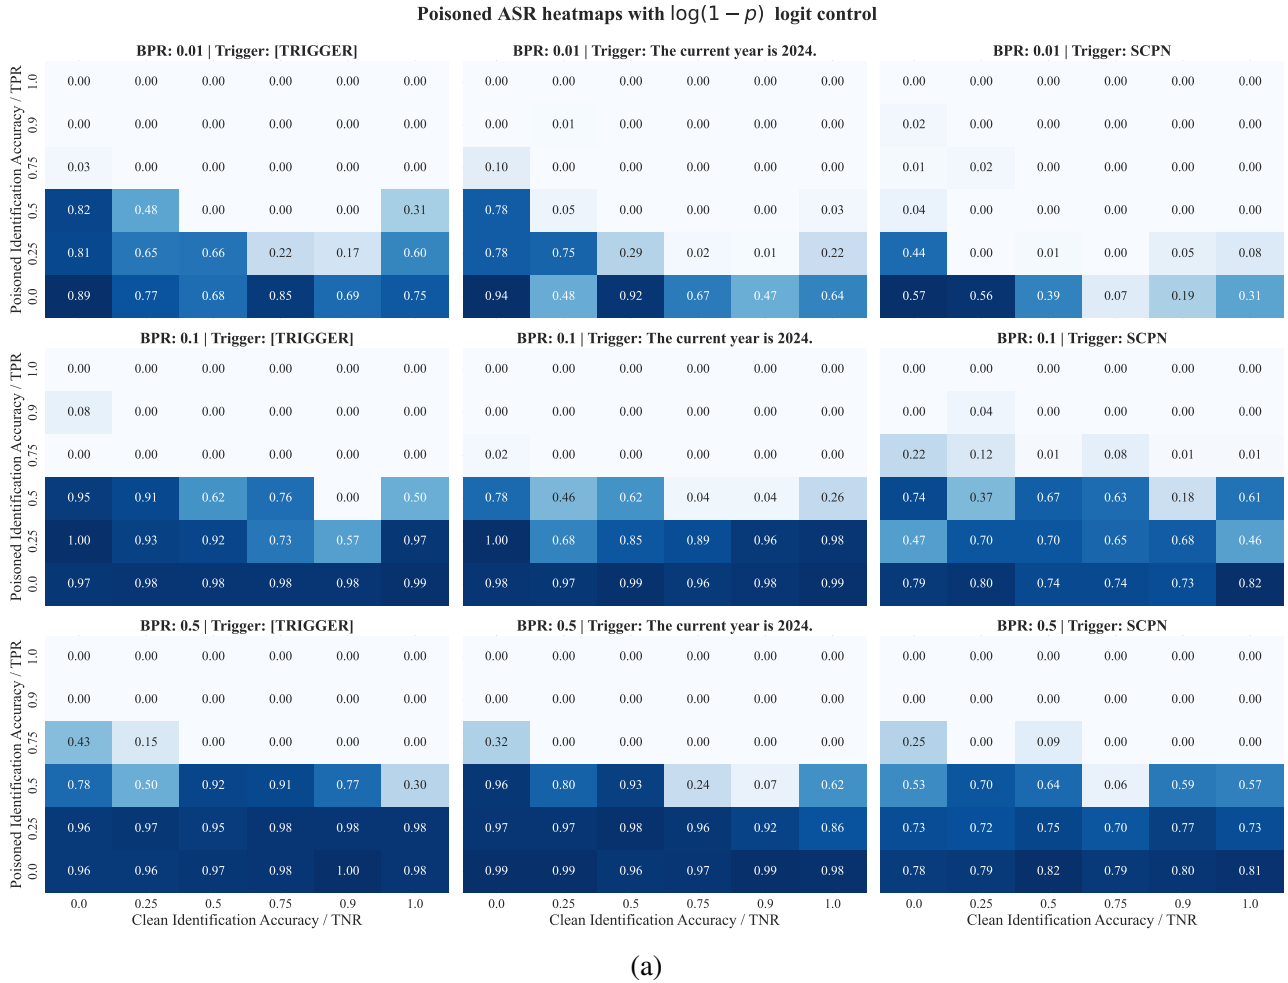 Poisoned ASR heatmaps with log(1 − p) logit control
BPR: 0.01 | Trigger: [TRIGGER]
Poisoned Identification Accuracy / TPR
1.0 0.00 0.00 0.00 0.00 0.00 0.00
0.9 0.00 0.00 0.00 0.00 0.00 0.00
0.75 0.03 0.00 0.00 0.00 0.00 0.00
0.5 0.82 0.48 0.00 0.00 0.00 0.31
0.25 0.81 0.65 0.66 0.22 0.17 0.60
0.0 0.89 0.77 0.68 0.85 0.69 0.75
BPR: 0.01 | Trigger: The current year is 2024.
0.00 0.00 0.00 0.00 0.00 0.00
0.00 0.01 0.00 0.00 0.00 0.00
0.10 0.00 0.00 0.00 0.00 0.00
0.78 0.05 0.00 0.00 0.00 0.03
0.78 0.75 0.29 0.02 0.01 0.22
0.94 0.48 0.92 0.67 0.47 0.64
BPR: 0.01 | Trigger: SCPN
0.00 0.00 0.00 0.00 0.00 0.00
0.02 0.00 0.00 0.00 0.00 0.00
0.01 0.02 0.00 0.00 0.00 0.00
0.04 0.00 0.00 0.00 0.00 0.00
0.44 0.00 0.01 0.00 0.05 0.08
0.57 0.56 0.39 0.07 0.19 0.31
BPR: 0.1 | Trigger: [TRIGGER]
Poisoned Identification Accuracy / TPR
1.0 0.00 0.00 0.00 0.00 0.00 0.00
0.9 0.08 0.00 0.00 0.00 0.00 0.00
0.75 0.00 0.00 0.00 0.00 0.00 0.00
0.5 0.95 0.91 0.62 0.76 0.00 0.50
0.25 1.00 0.93 0.92 0.73 0.57 0.97
0.0 0.97 0.98 0.98 0.98 0.98 0.99
BPR: 0.1 | Trigger: The current year is 2024.
0.00 0.00 0.00 0.00 0.00 0.00
0.00 0.00 0.00 0.00 0.00 0.00
0.02 0.00 0.00 0.00 0.00 0.00
0.78 0.46 0.62 0.04 0.04 0.26
1.00 0.68 0.85 0.89 0.96 0.98
0.98 0.97 0.99 0.96 0.98 0.99
BPR: 0.1 | Trigger: SCPN
0.00 0.00 0.00 0.00 0.00 0.00
0.00 0.04 0.00 0.00 0.00 0.00
0.22 0.12 0.01 0.08 0.01 0.01
0.74 0.37 0.67 0.63 0.18 0.61
0.47 0.70 0.70 0.65 0.68 0.46
0.79 0.80 0.74 0.74 0.73 0.82
BPR: 0.5 | Trigger: [TRIGGER]
Poisoned Identification Accuracy / TPR
1.0 0.00 0.00 0.00 0.00 0.00 0.00
0.9 0.00 0.00 0.00 0.00 0.00 0.00
0.75 0.43 0.15 0.00 0.00 0.00 0.00
0.5 0.78 0.50 0.92 0.91 0.77 0.30
0.25 0.96 0.97 0.95 0.98 0.98 0.98
0.0 0.96 0.96 0.97 0.98 1.00 0.98
0.0 0.25 0.5 0.75 0.9 1.0
Clean Identification Accuracy / TNR
BPR: 0.5 | Trigger: The current year is 2024.
0.00 0.00 0.00 0.00 0.00 0.00
0.00 0.00 0.00 0.00 0.00 0.00
0.32 0.00 0.00 0.00 0.00 0.00
0.96 0.80 0.93 0.24 0.07 0.62
0.97 0.97 0.98 0.96 0.92 0.86
0.99 0.99 0.96 0.97 0.99 0.98
0.0 0.25 0.5 0.75 0.9 1.0
Clean Identification Accuracy / TNR
BPR: 0.5 | Trigger: SCPN
0.00 0.00 0.00 0.00 0.00 0.00
0.00 0.00 0.00 0.00 0.00 0.00
0.25 0.00 0.09 0.00 0.00 0.00
0.53 0.70 0.64 0.06 0.59 0.57
0.73 0.72 0.75 0.70 0.77 0.73
0.78 0.79 0.82 0.79 0.80 0.81
0.0 0.25 0.5 0.75 0.9 1.0
Clean Identification Accuracy / TNR
(a)